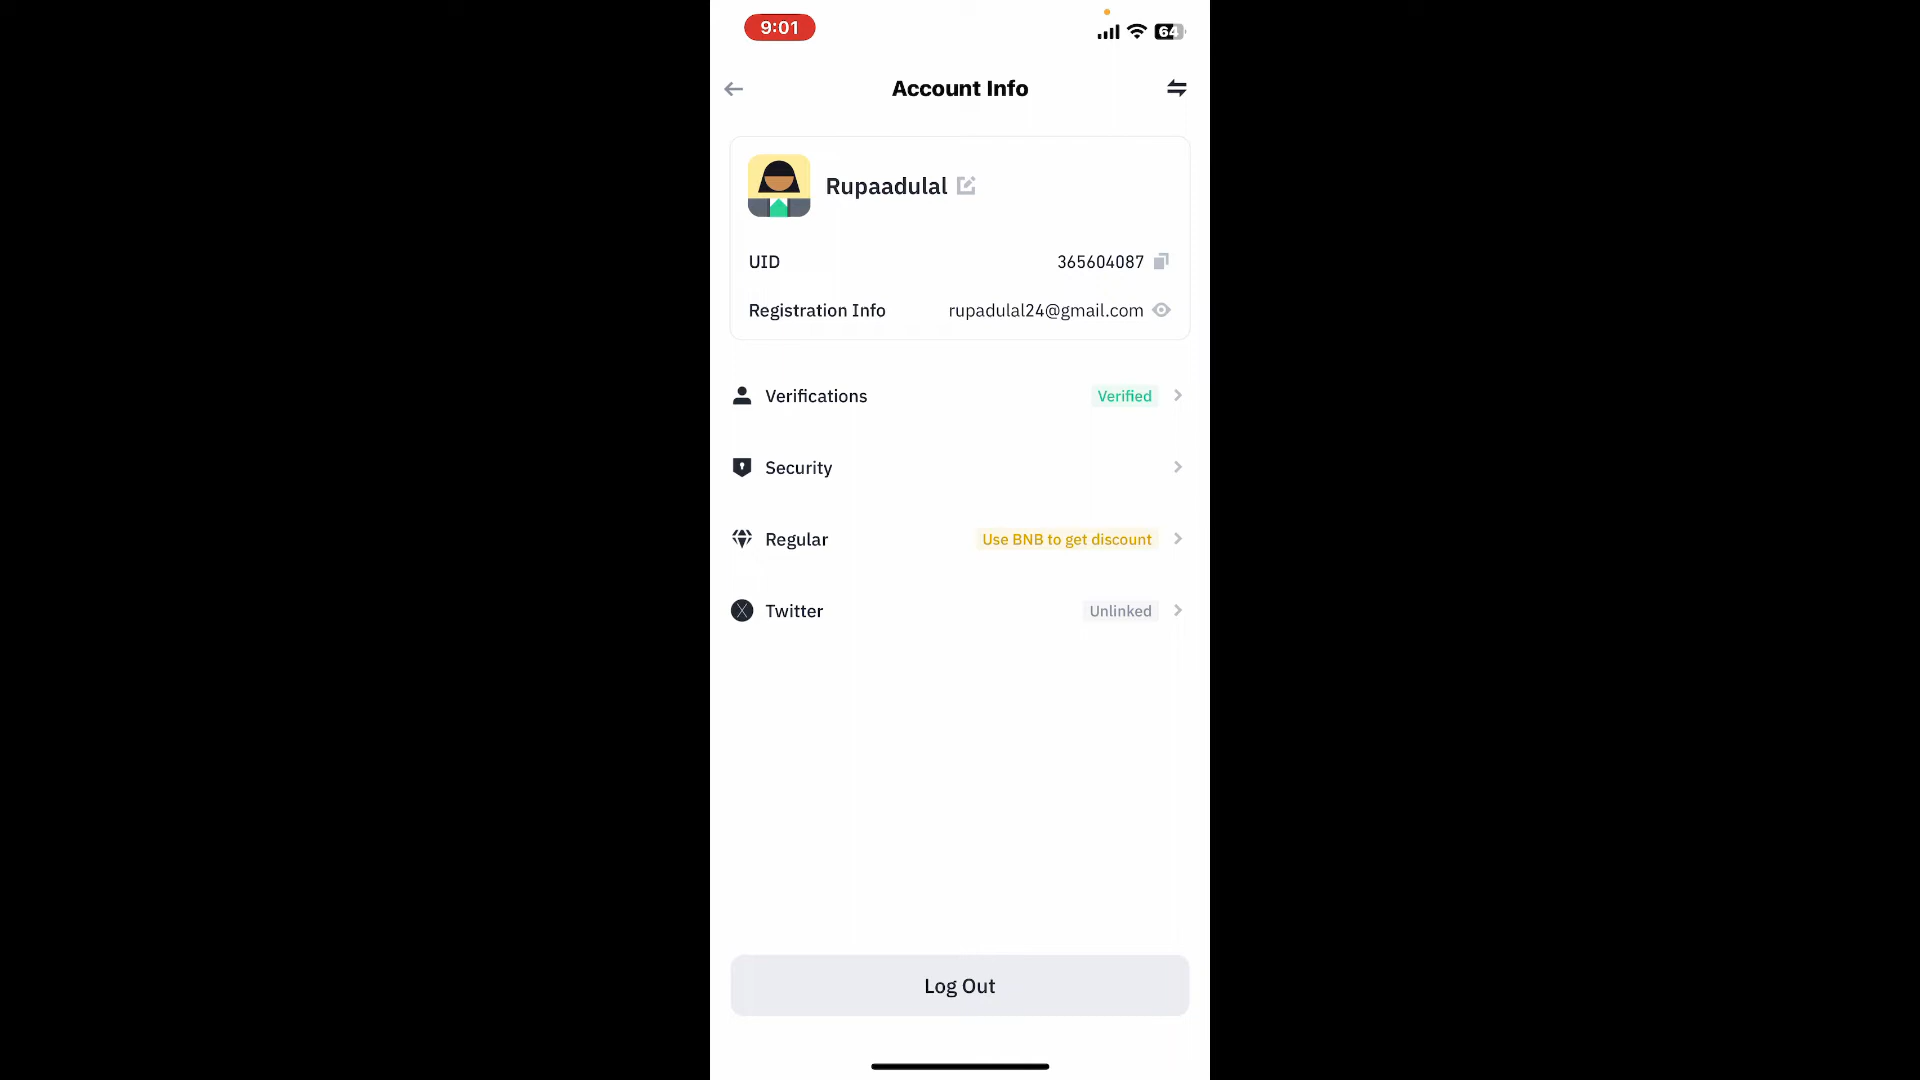 9:01
64
Account Info
Rupaadulal
UID 365604087
Registration Info rupadulal24@gmail.com
Verifications Verified
Security
Regular Use BNB to get discount
Twitter Unlinked
Log Out